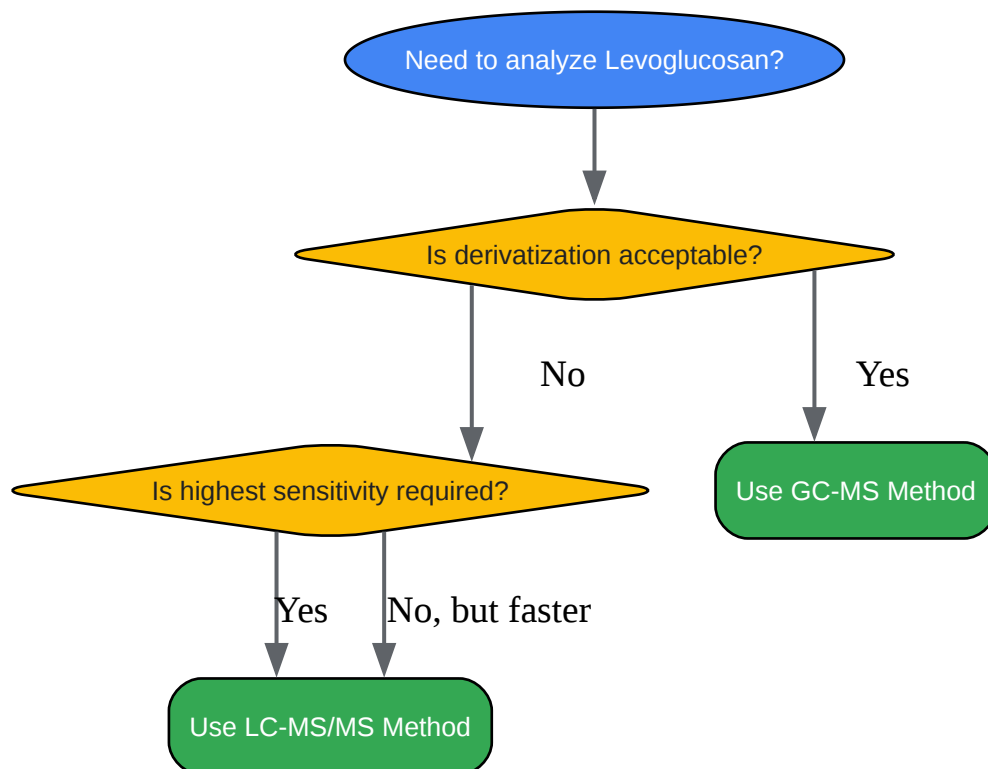 Need to analyze Levoglucosan?
Is derivatization acceptable?
No
Yes
Is highest sensitivity required?
Use GC-MS Method
Yes
No, but faster
Use LC-MS/MS Method